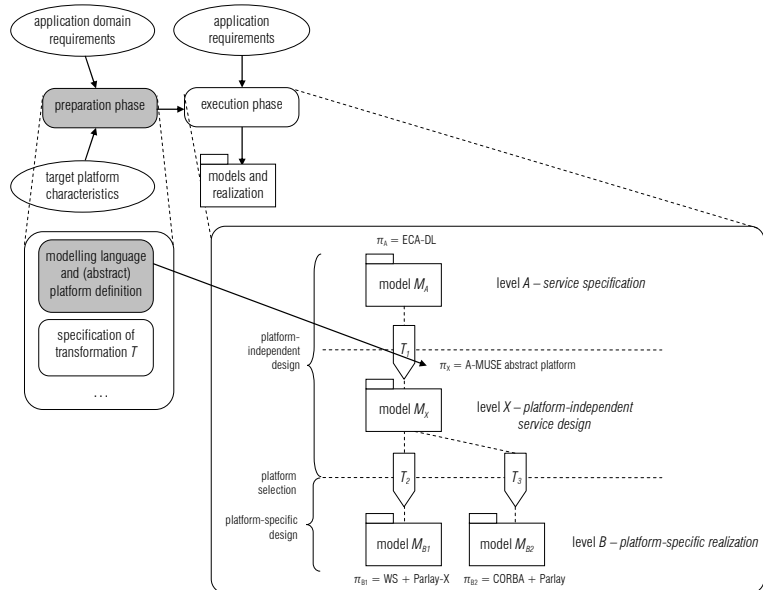 application domain
requirements
application
requirements
preparation phase
execution phase
target platform
characteristics
models and
realization
modelling language
and (abstract)
platform definition
specification of
transformation T
...
π_A = ECA-DL
model M_A
level A – service specification
platform-
independent
design
T_1
π_X = A-MUSE abstract platform
model M_X
level X – platform-independent
service design
platform
selection
T_2
T_3
platform-specific
design
model M_B1
model M_B2
level B – platform-specific realization
π_B1 = WS + Parlay-X
π_B2 = CORBA + Parlay